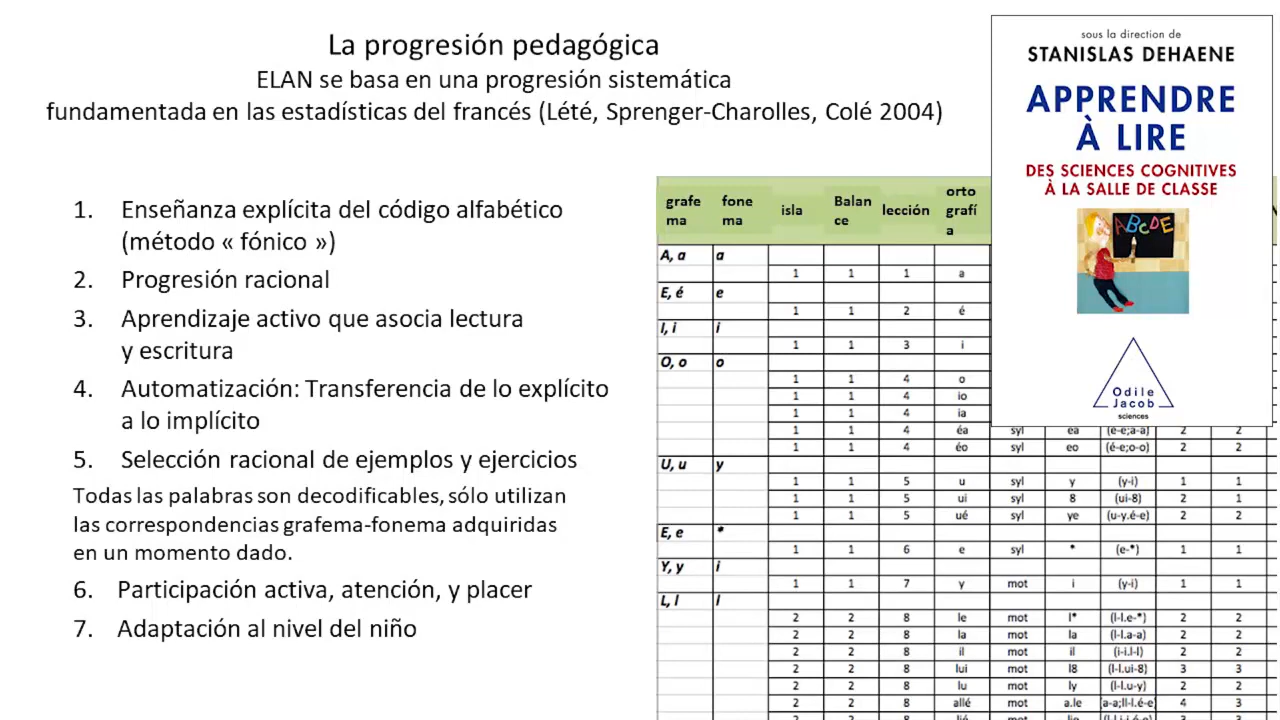 La progresión pedagógica
ELAN se basa en una progresión sistemática
fundamentada en las estadísticas del francés (Lété, Sprenger-Charolles, Colé 2004)
1. Enseñanza explícita del código alfabético
(método « fónico »)
2. Progresión racional
3. Aprendizaje activo que asocia lectura
y escritura
4. Automatización: Transferencia de lo explícito
a lo implícito
5. Selección racional de ejemplos y ejercicios
Todas las palabras son decodificables, sólo utilizan
las correspondencias grafema-fonema adquiridas
en un momento dado.
6. Participación activa, atención, y placer
7. Adaptación al nivel del niño
sous la direction de
STANISLAS DEHAENE
APPRENDRE
À LIRE
DES SCIENCES COGNITIVES
À LA SALLE DE CLASSE
ABCDE
Odile
Jacob
sciences
grafe
ma
fone
ma
isla
Balan
ce
lección
orto
grafí
a
A, a a
1 1 1 a
E, é e
1 1 2 é
I, i i
1 1 3 i
O, o o
1 1 4 o
1 1 4 io
1 1 4 ia
1 1 4 éa syl ea (é-e;a-a) 2 2
1 1 4 éo syl eo (é-e;o-o) 2 2
U, u y
1 1 5 u syl y (y-i) 1 1
1 1 5 ui syl 8 (ui-8) 2 1
1 1 5 ué syl ye (u-y.é-e) 2 2
E, e *
1 1 6 e syl * (e-*) 1 1
Y, y i
1 1 7 y mot i (y-i) 1 1
L, l l
2 2 8 le mot l* (l-l.e-*) 2 2
2 2 8 la mot la (l-l.a-a) 2 2
2 2 8 il mot il (i-i.l-l) 2 2
2 2 8 lui mot l8 (l-l.ui-8) 3 3
2 2 8 lu mot ly (l-l.u-y) 2 2
2 2 8 allé mot a.le (a-a;ll-l.é-e) 4 3